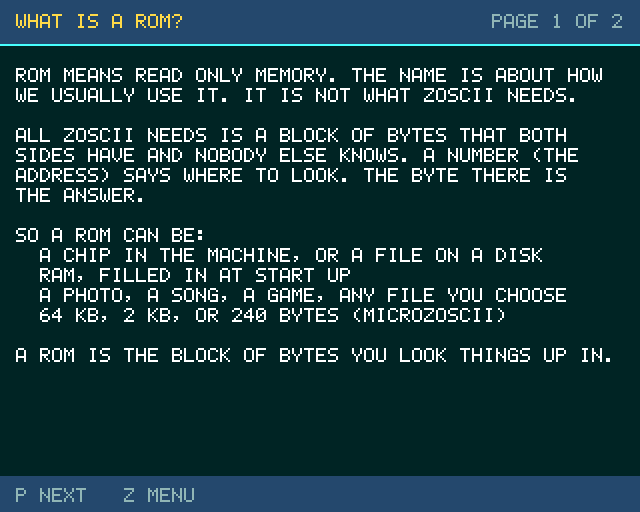 WHAT IS A ROM?
PAGE 1 OF 2
ROM MEANS READ ONLY MEMORY. THE NAME IS ABOUT HOW
WE USUALLY USE IT. IT IS NOT WHAT ZOSCII NEEDS.
ALL ZOSCII NEEDS IS A BLOCK OF BYTES THAT BOTH
SIDES HAVE AND NOBODY ELSE KNOWS. A NUMBER (THE
ADDRESS) SAYS WHERE TO LOOK. THE BYTE THERE IS
THE ANSWER.
SO A ROM CAN BE:
A CHIP IN THE MACHINE, OR A FILE ON A DISK
RAM, FILLED IN AT START UP
A PHOTO, A SONG, A GAME, ANY FILE YOU CHOOSE
64 KB, 2 KB, OR 240 BYTES (MICROZOSCII)
A ROM IS THE BLOCK OF BYTES YOU LOOK THINGS UP IN.
P NEXT   Z MENU